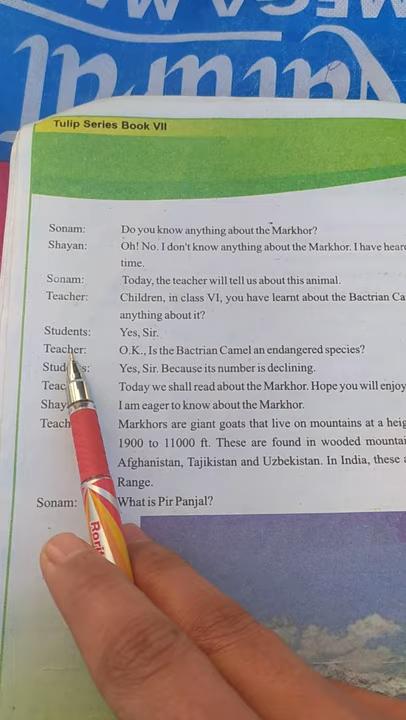 Tulip Series Book VII
Sonam: Do you know anything about the Markhor?
Shayan: Oh! No. I don't know anything about the Markhor. I have heard
time.
Sonam: Today, the teacher will tell us about this animal.
Teacher: Children, in class VI, you have learnt about the Bactrian Ca
anything about it?
Students: Yes, Sir.
Teacher: O.K., Is the Bactrian Camel an endangered species?
Students: Yes, Sir. Because its number is declining.
Teac Today we shall read about the Markhor. Hope you will enjoy
Shay I am eager to know about the Markhor.
Teach Markhors are giant goats that live on mountains at a heig
1900 to 11000 ft. These are found in wooded mountai
Afghanistan, Tajikistan and Uzbekistan. In India, these a
Range.
Sonam: What is Pir Panjal?